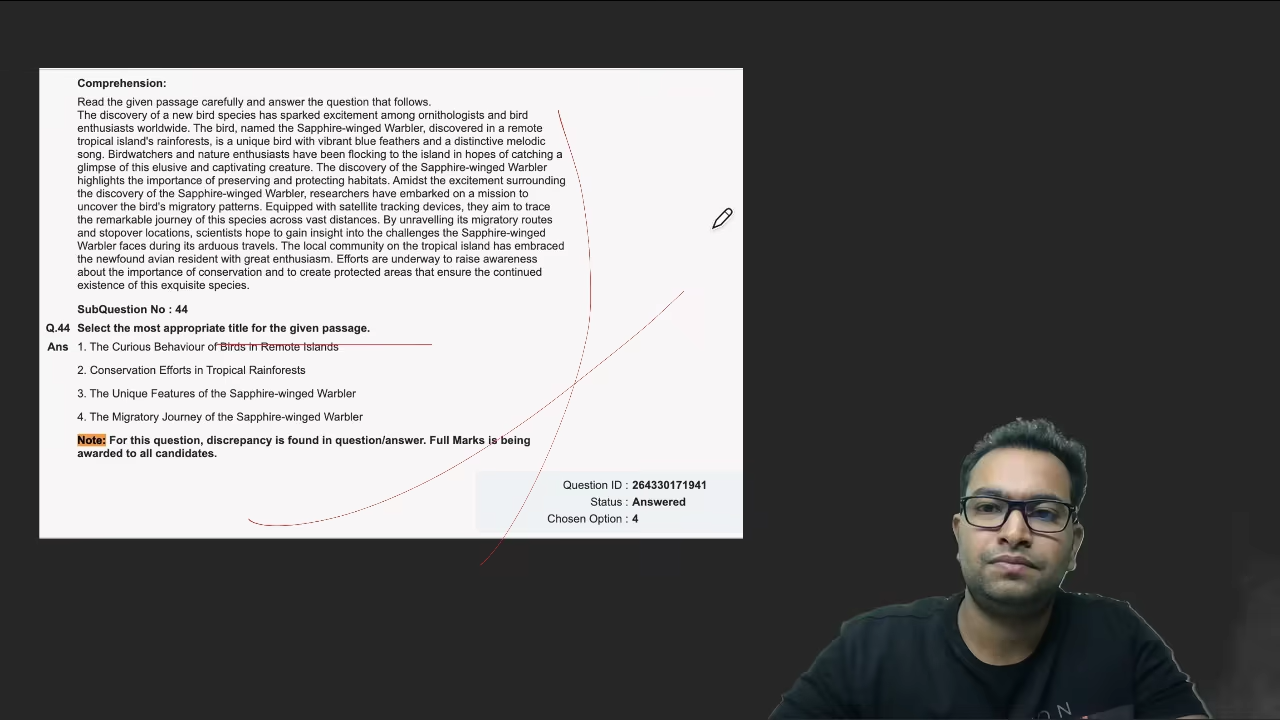 Comprehension:
Read the given passage carefully and answer the question that follows.
The discovery of a new bird species has sparked excitement among ornithologists and bird
enthusiasts worldwide. The bird, named the Sapphire-winged Warbler, discovered in a remote
tropical island's rainforests, is a unique bird with vibrant blue feathers and a distinctive melodic
song. Birdwatchers and nature enthusiasts have been flocking to the island in hopes of catching a
glimpse of this elusive and captivating creature. The discovery of the Sapphire-winged Warbler
highlights the importance of preserving and protecting habitats. Amidst the excitement surrounding
the discovery of the Sapphire-winged Warbler, researchers have embarked on a mission to
uncover the bird's migratory patterns. Equipped with satellite tracking devices, they aim to trace
the remarkable journey of this species across vast distances. By unravelling its migratory routes
and stopover locations, scientists hope to gain insight into the challenges the Sapphire-winged
Warbler faces during its arduous travels. The local community on the tropical island has embraced
the newfound avian resident with great enthusiasm. Efforts are underway to raise awareness
about the importance of conservation and to create protected areas that ensure the continued
existence of this exquisite species.
SubQuestion No : 44
Q.44 Select the most appropriate title for the given passage.
Ans 1. The Curious Behaviour of Birds in Remote Islands
2. Conservation Efforts in Tropical Rainforests
3. The Unique Features of the Sapphire-winged Warbler
4. The Migratory Journey of the Sapphire-winged Warbler
Note: For this question, discrepancy is found in question/answer. Full Marks is being
awarded to all candidates.
Question ID : 264330171941
Status : Answered
Chosen Option : 4